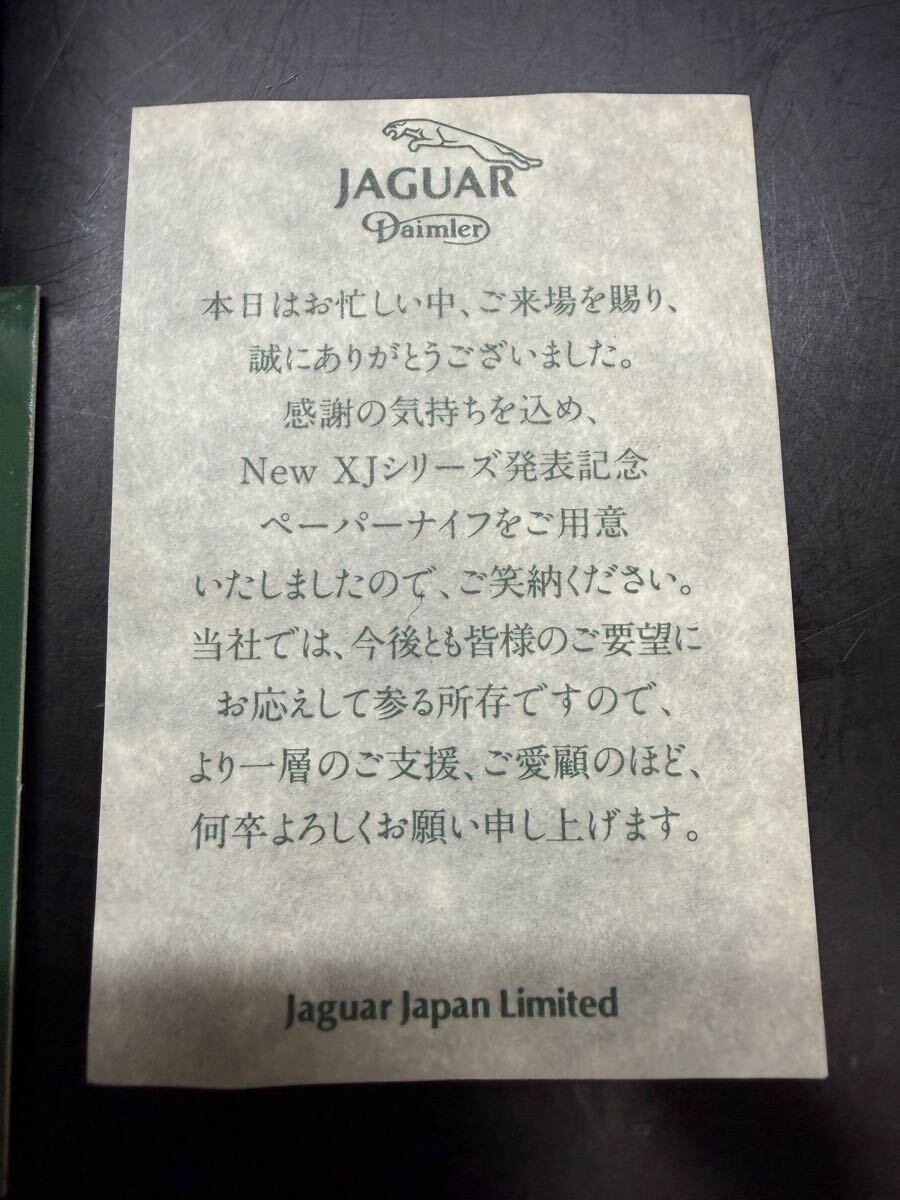 JAGUAR
Daimler
本日はお忙しい中、ご来場を賜り、
誠にありがとうございました。
感謝の気持ちを込め、
New XJシリーズ発表記念
ペーパーナイフをご用意
いたしましたので、ご笑納ください。
当社では、今後とも皆様のご要望に
お応えして参る所存ですので、
より一層のご支援、ご愛顧のほど、
何卒よろしくお願い申し上げます。
Jaguar Japan Limited